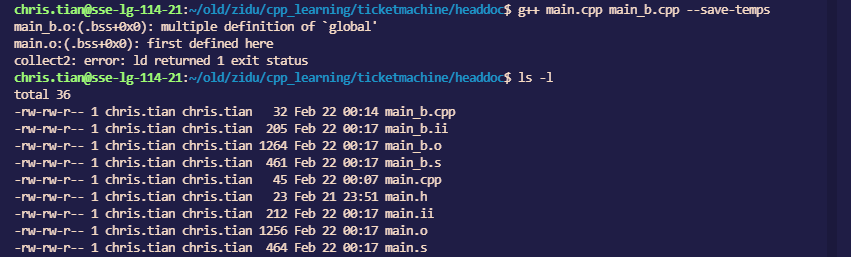 chris.tian@sse-lg-114-21:~/old/zidu/cpp_learning/ticketmachine/headdoc$ g++ main.cpp main_b.cpp --save-temps
main_b.o:(.bss+0x0): multiple definition of `global'
main.o:(.bss+0x0): first defined here
collect2: error: ld returned 1 exit status
chris.tian@sse-lg-114-21:~/old/zidu/cpp_learning/ticketmachine/headdoc$ ls -l
total 36
-rw-rw-r-- 1 chris.tian chris.tian   32 Feb 22 00:14 main_b.cpp
-rw-rw-r-- 1 chris.tian chris.tian  205 Feb 22 00:17 main_b.ii
-rw-rw-r-- 1 chris.tian chris.tian 1264 Feb 22 00:17 main_b.o
-rw-rw-r-- 1 chris.tian chris.tian  461 Feb 22 00:17 main_b.s
-rw-rw-r-- 1 chris.tian chris.tian   45 Feb 22 00:07 main.cpp
-rw-rw-r-- 1 chris.tian chris.tian   23 Feb 21 23:51 main.h
-rw-rw-r-- 1 chris.tian chris.tian  212 Feb 22 00:17 main.ii
-rw-rw-r-- 1 chris.tian chris.tian 1256 Feb 22 00:17 main.o
-rw-rw-r-- 1 chris.tian chris.tian  464 Feb 22 00:17 main.s